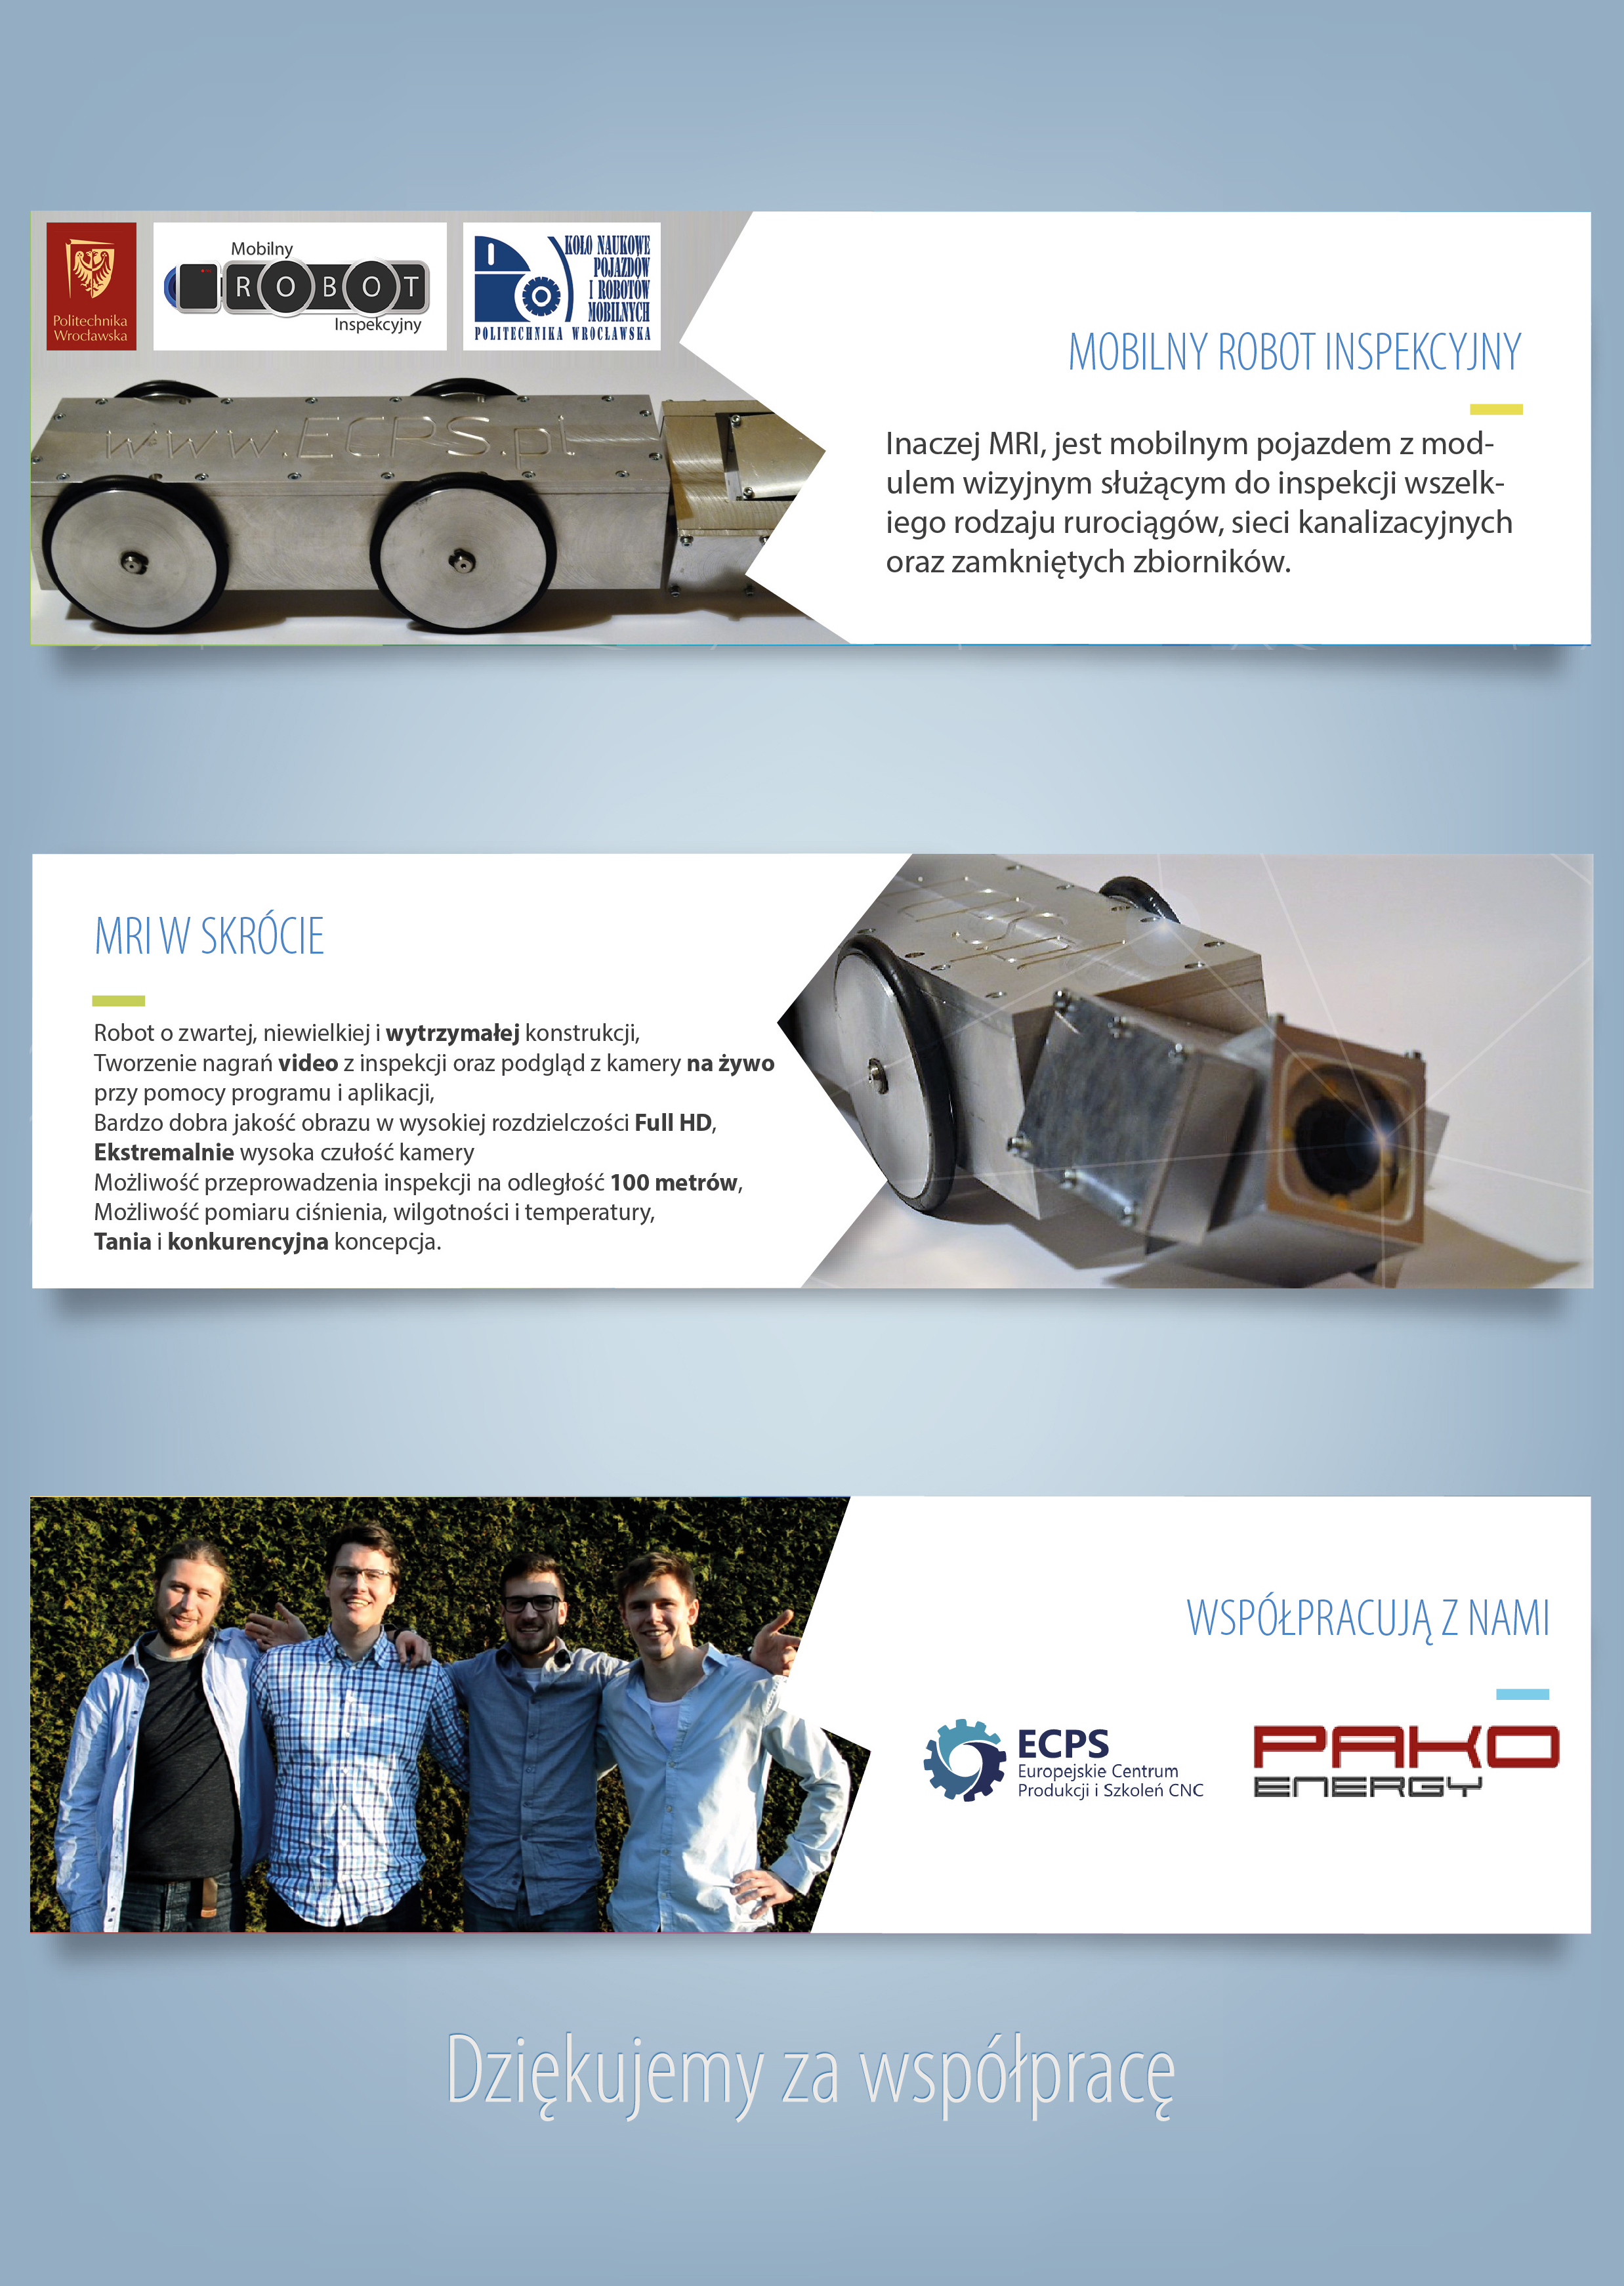 Politechnika
Wrocławska
Mobilny
ROBOT
Inspekcyjny
KOŁO NAUKOWE
POJAZDÓW
I ROBOTÓW
MOBILNYCH
POLITECHNIKA WROCŁAWSKA
www.ECPS.pl
MOBILNY ROBOT INSPEKCYJNY
Inaczej MRI, jest mobilnym pojazdem z mod-
ulem wizyjnym służącym do inspekcji wszelk-
iego rodzaju rurociągów, sieci kanalizacyjnych
oraz zamkniętych zbiorników.
MRI W SKRÓCIE
Robot o zwartej, niewielkiej i wytrzymałej konstrukcji,
Tworzenie nagrań video z inspekcji oraz podgląd z kamery na żywo
przy pomocy programu i aplikacji,
Bardzo dobra jakość obrazu w wysokiej rozdzielczości Full HD,
Ekstremalnie wysoka czułość kamery
Możliwość przeprowadzenia inspekcji na odległość 100 metrów,
Możliwość pomiaru ciśnienia, wilgotności i temperatury,
Tania i konkurencyjna koncepcja.
WSPÓŁPRACUJĄ Z NAMI
ECPS
Europejskie Centrum
Produkcji i Szkoleń CNC
PAKO
ENERGY
Dziękujemy za współpracę